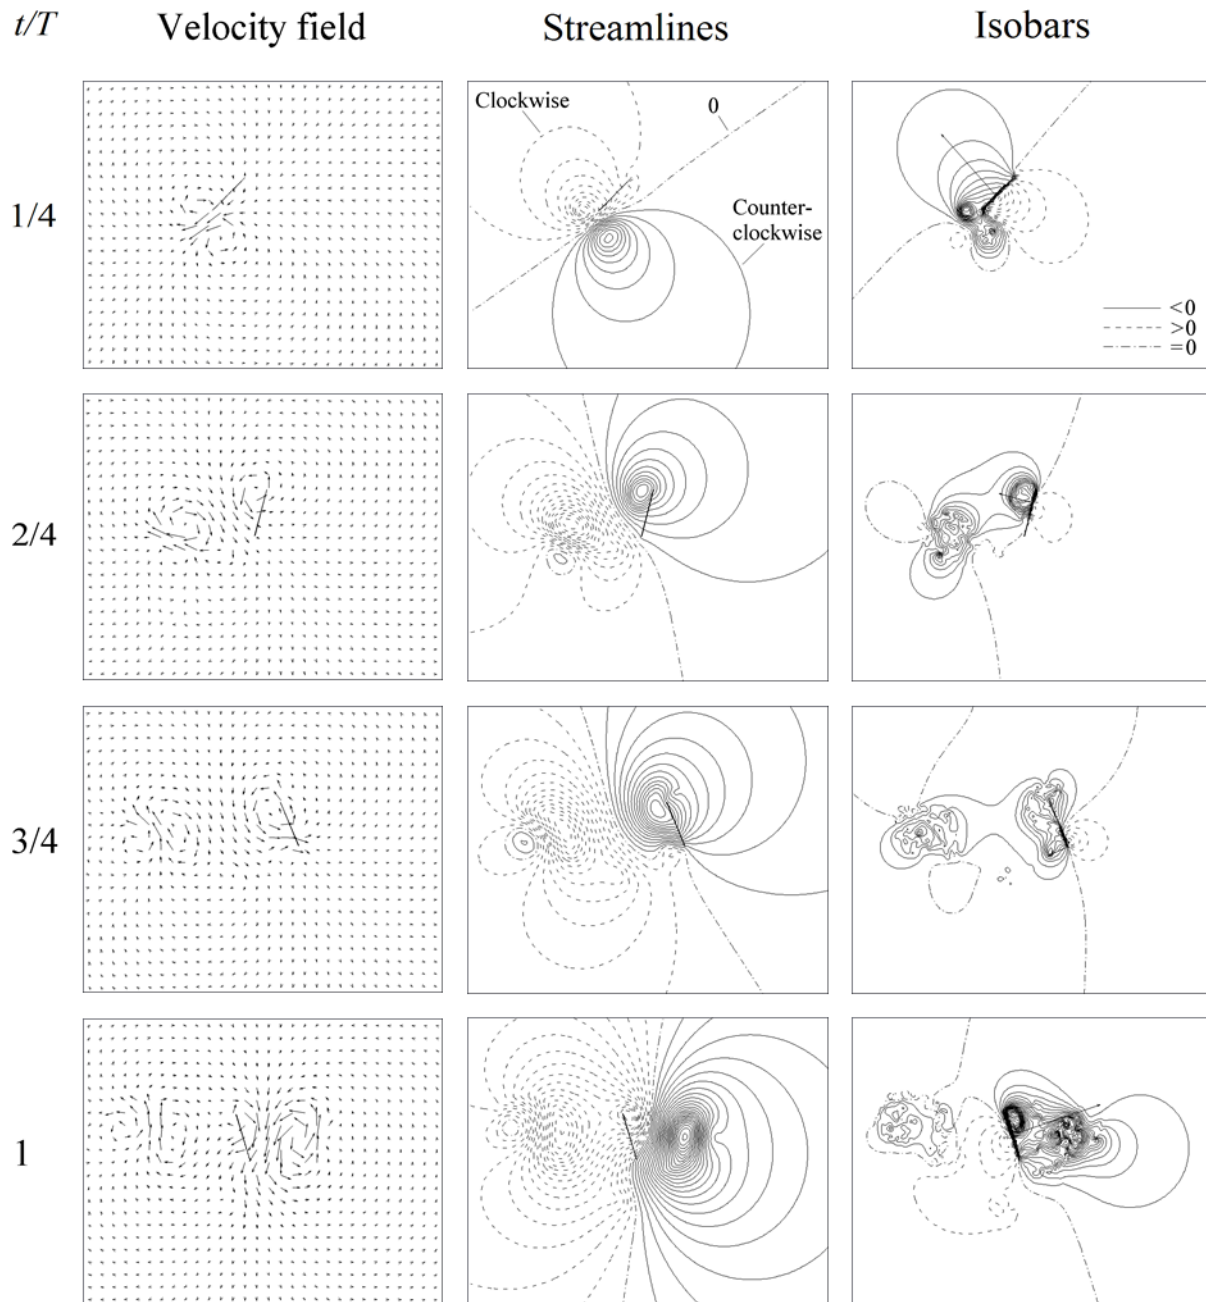 t/T Velocity field Streamlines Isobars
1/4
Clockwise
0
Counter-
clockwise
<0
>0
=0
2/4
3/4
1